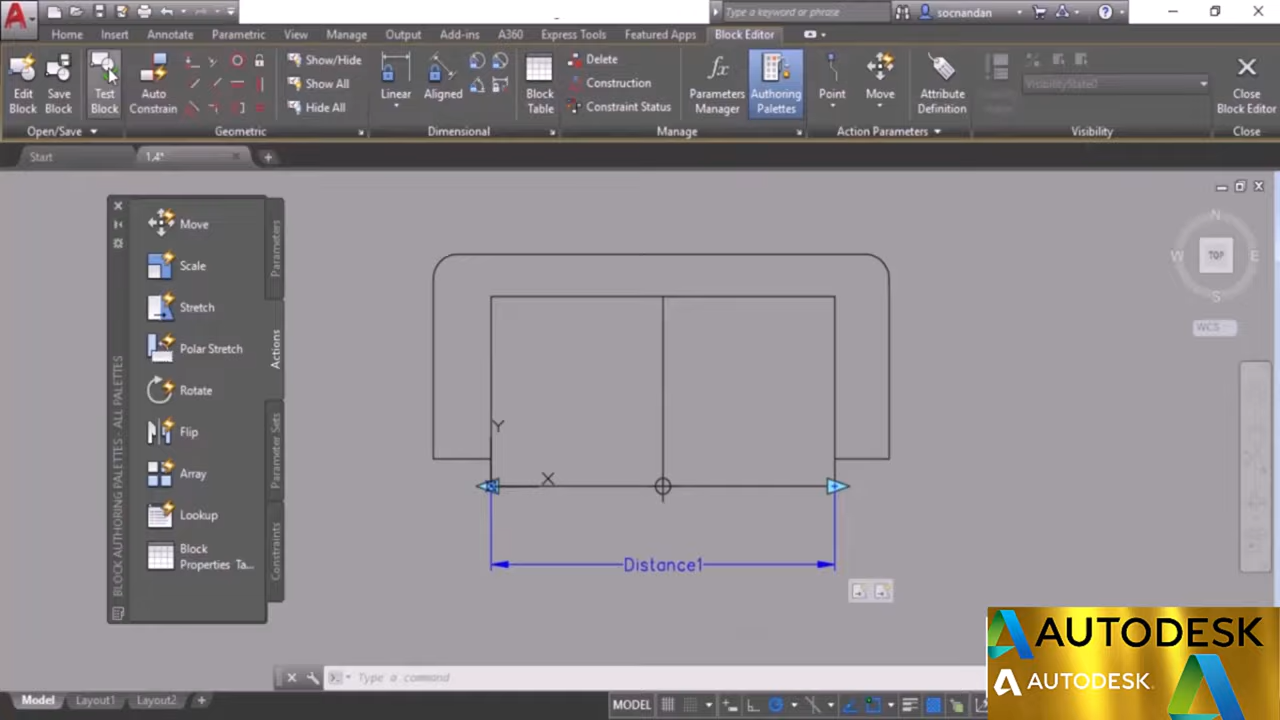 Type a keyword or phrase
socnandan
Home Insert Annotate Parametric View Manage Output Add-ins A360 Express Tools Featured Apps Block Editor
Edit Block
Save Block
Test Block
Auto Constrain
Show/Hide
Show All
Hide All
Linear
Aligned
Block Table
Delete
Construction
Constraint Status
Parameters Manager
Authoring Palettes
Point
Move
Attribute Definition
VisibilityState0
Close Block Editor
Open/Save Geometric Dimensional Manage Action Parameters Visibility Close
Start 1,4*
Move
Scale
Stretch
Polar Stretch
Rotate
Flip
Array
Lookup
Block
Properties Ta...
Parameters
Actions
Parameter Sets
Constraints
BLOCK AUTHORING PALETTES - ALL PALETTES
N
W TOP E
S
WCS
Y
X
Distance1
Type a command
Model Layout1 Layout2 +
MODEL
AUTODESK
AUTODESK.